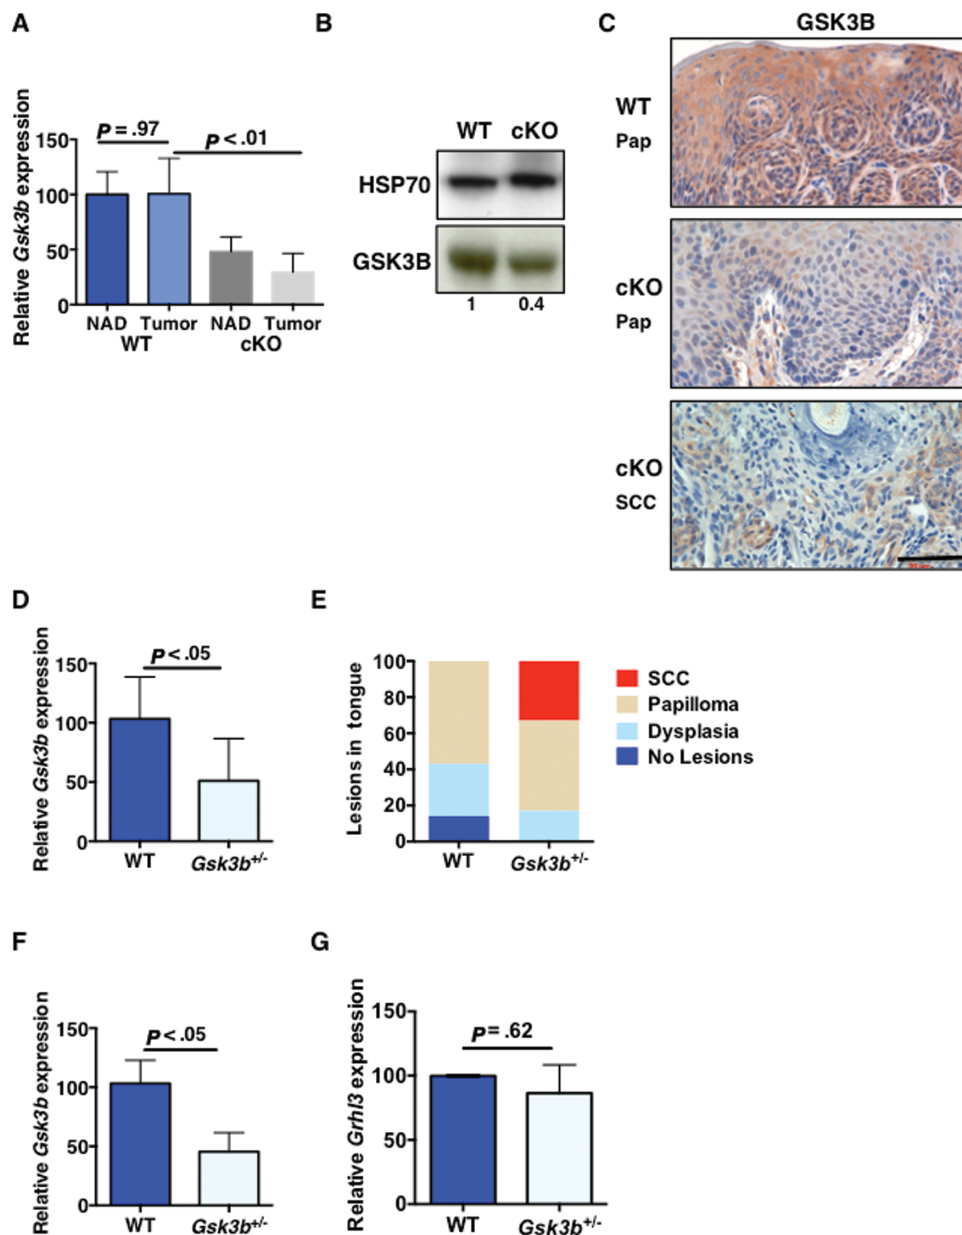 A
Relative Gsk3b expression
150
100
50
0
P = .97
P < .01
NAD Tumor NAD Tumor
WT cKO
B
WT cKO
HSP70
GSK3B
1 0.4
C
GSK3B
WT
Pap
cKO
Pap
cKO
SCC
D
Relative Gsk3b expression
150
100
50
0
P < .05
WT Gsk3b+/-
E
Lesions in tongue
100
80
60
40
20
0
WT Gsk3b+/-
SCC
Papilloma
Dysplasia
No Lesions
F
Relative Gsk3b expression
150
100
50
0
P < .05
WT Gsk3b+/-
G
Relative Grhl3 expression
150
100
50
0
P = .62
WT Gsk3b+/-